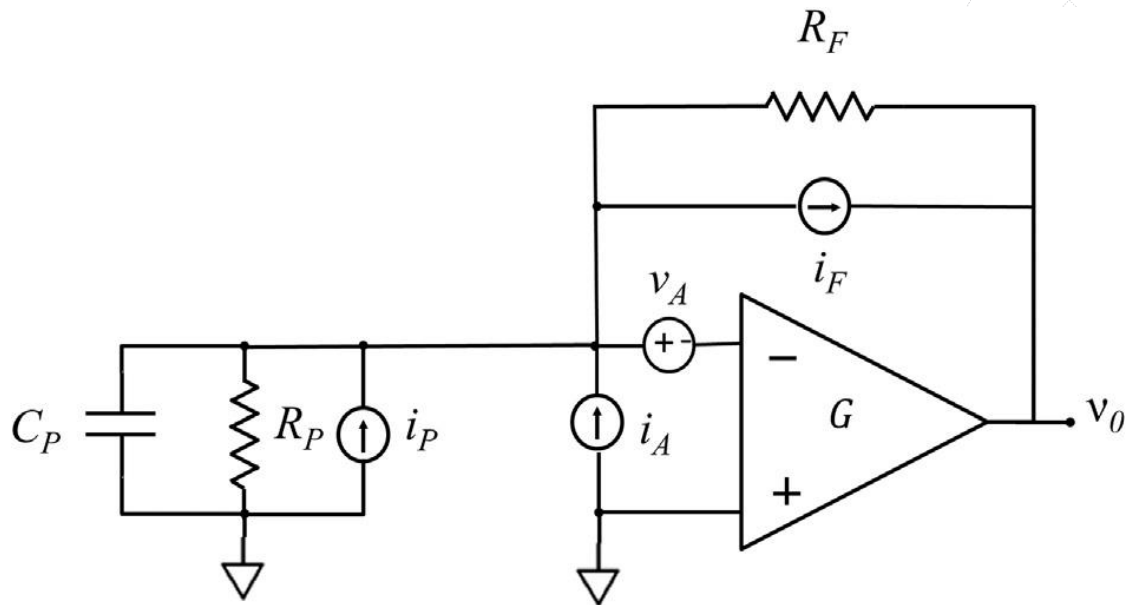 R_F
i_F
v_A
+ -
−
C_P
R_P
i_P
i_A
G
v_0
+